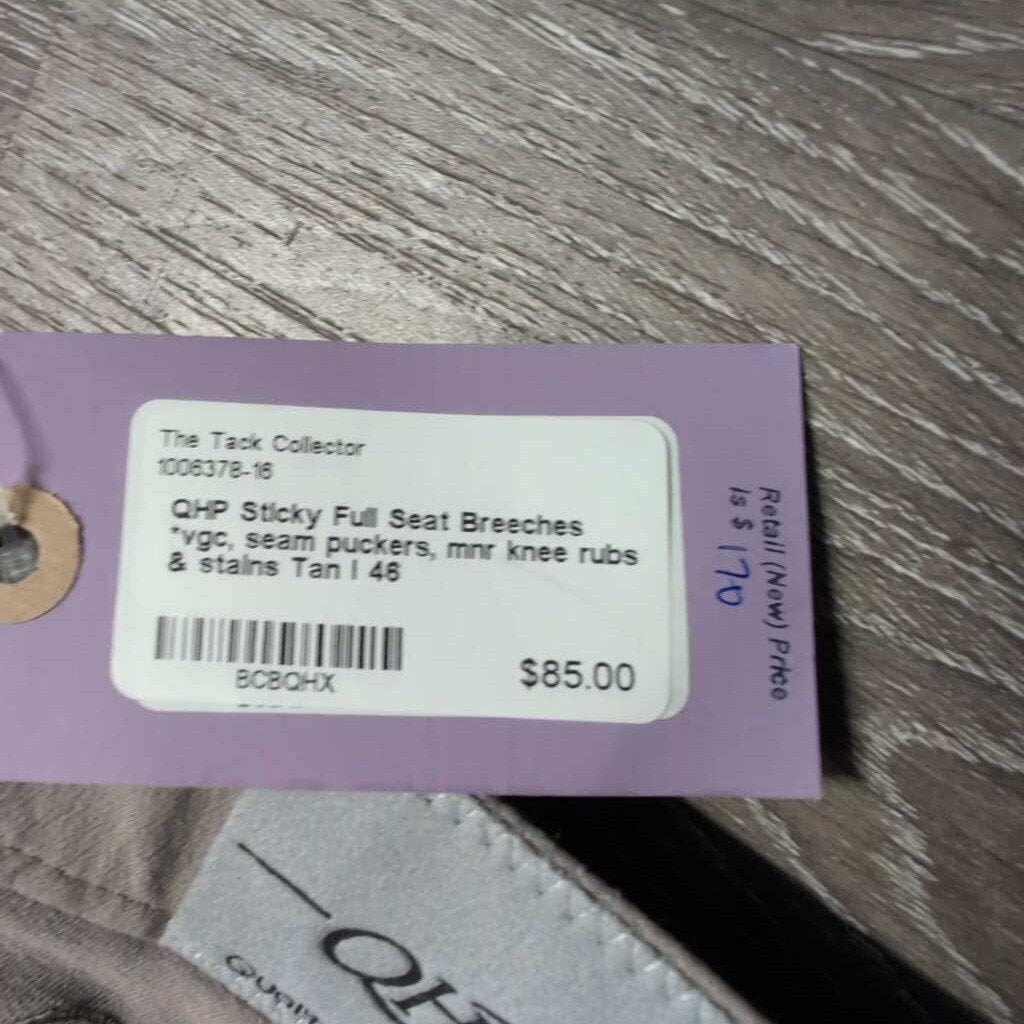 The Tack Collector
1006378-16
QHP Sticky Full Seat Breeches
*vgc, seam puckers, mnr knee rubs
& stains Tan I 46
BCBQHX
$85.00
Retail (New) Price
is $ 170
QH